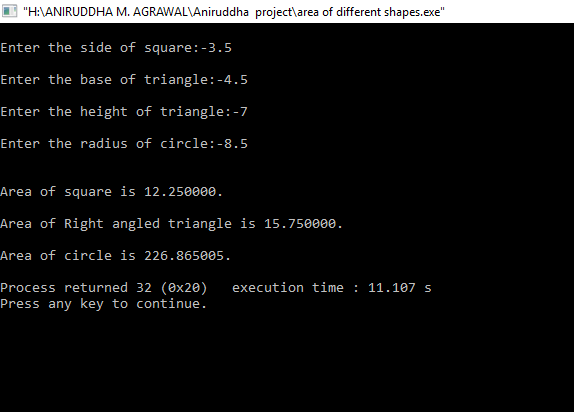 "H:\ANIRUDDHA M. AGRAWAL\Aniruddha  project\area of different shapes.exe"
Enter the side of square:-3.5
Enter the base of triangle:-4.5
Enter the height of triangle:-7
Enter the radius of circle:-8.5
Area of square is 12.250000.
Area of Right angled triangle is 15.750000.
Area of circle is 226.865005.
Process returned 32 (0x20)   execution time : 11.107 s
Press any key to continue.